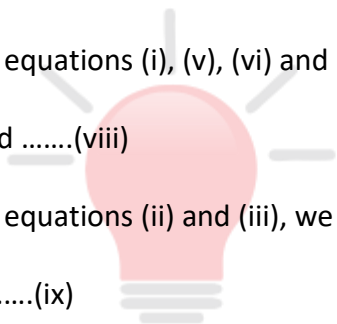 equations (i), (v), (vi) and
d …….(viii)
equations (ii) and (iii), we
…..(ix)